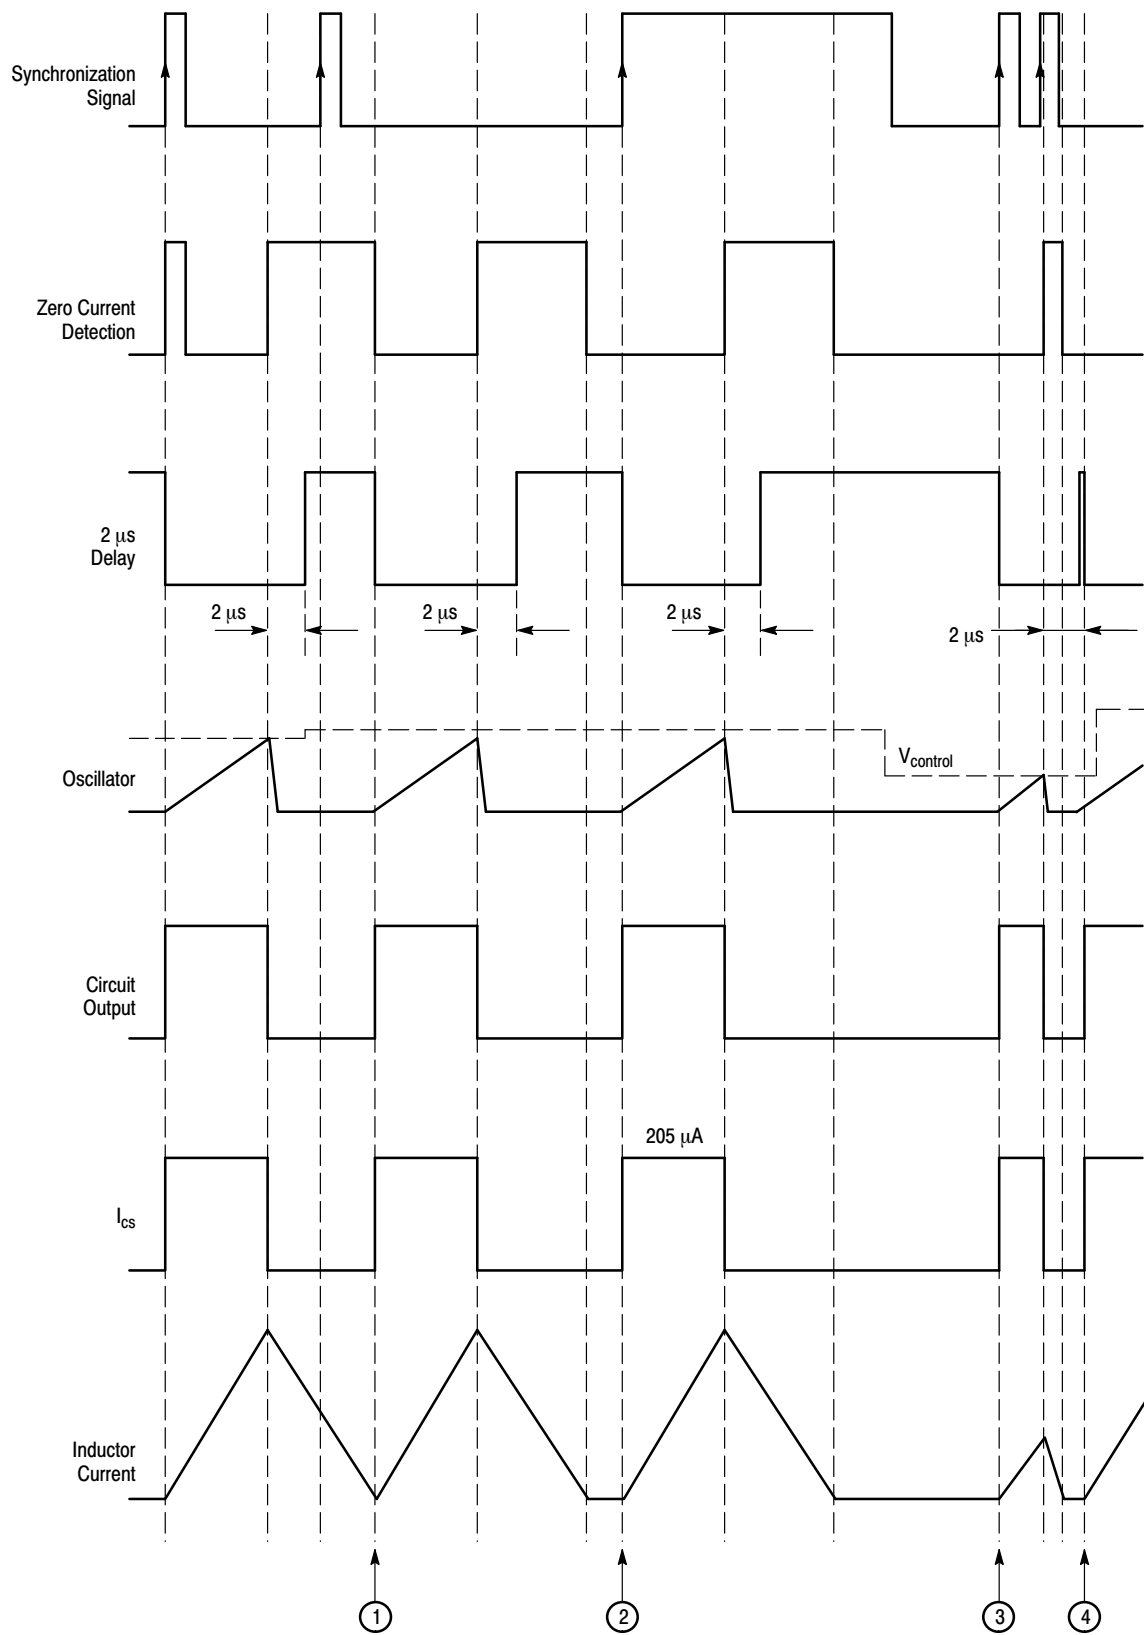 Synchronization
Signal
Zero Current
Detection
2 μs
Delay
2 μs
2 μs
2 μs
2 μs
Vcontrol
Oscillator
Circuit
Output
205 μA
Ics
Inductor
Current
1
2
3
4